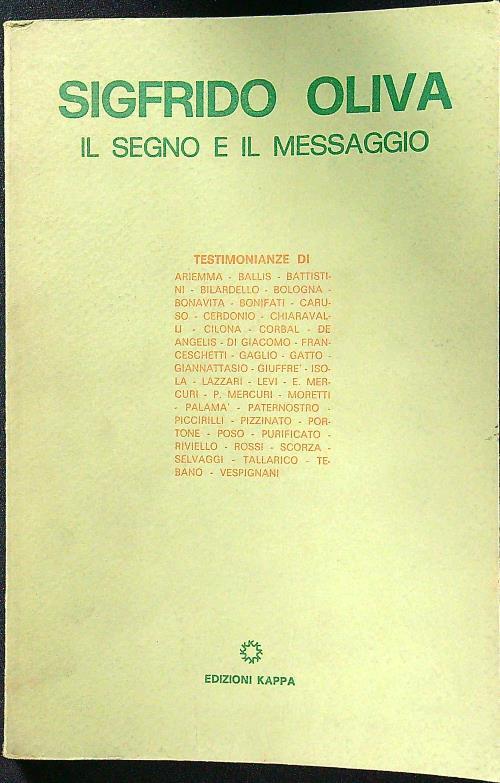 SIGFRIDO OLIVA
IL SEGNO E IL MESSAGGIO
TESTIMONIANZE DI
ARIEMMA - BALLIS - BATTISTI-
NI - BILARDELLO - BOLOGNA -
BONAVITA - BONIFATI - CARU-
SO - CERDONIO - CHIARAVAL-
LI - CILONA - CORBAL - DE
ANGELIS - DI GIACOMO - FRAN-
CESCHETTI - GAGLIO - GATTO -
GIANNATTASIO - GIUFFRE' - ISO-
LA - LAZZARI - LEVI - E. MER-
CURI - P. MERCURI - MORETTI
- PALAMA' - PATERNOSTRO -
PICCIRILLI - PIZZINATO - POR-
TONE - POSO - PURIFICATO -
RIVIELLO - ROSSI - SCORZA -
SELVAGGI - TALLARICO - TE-
BANO - VESPIGNANI
EDIZIONI KAPPA